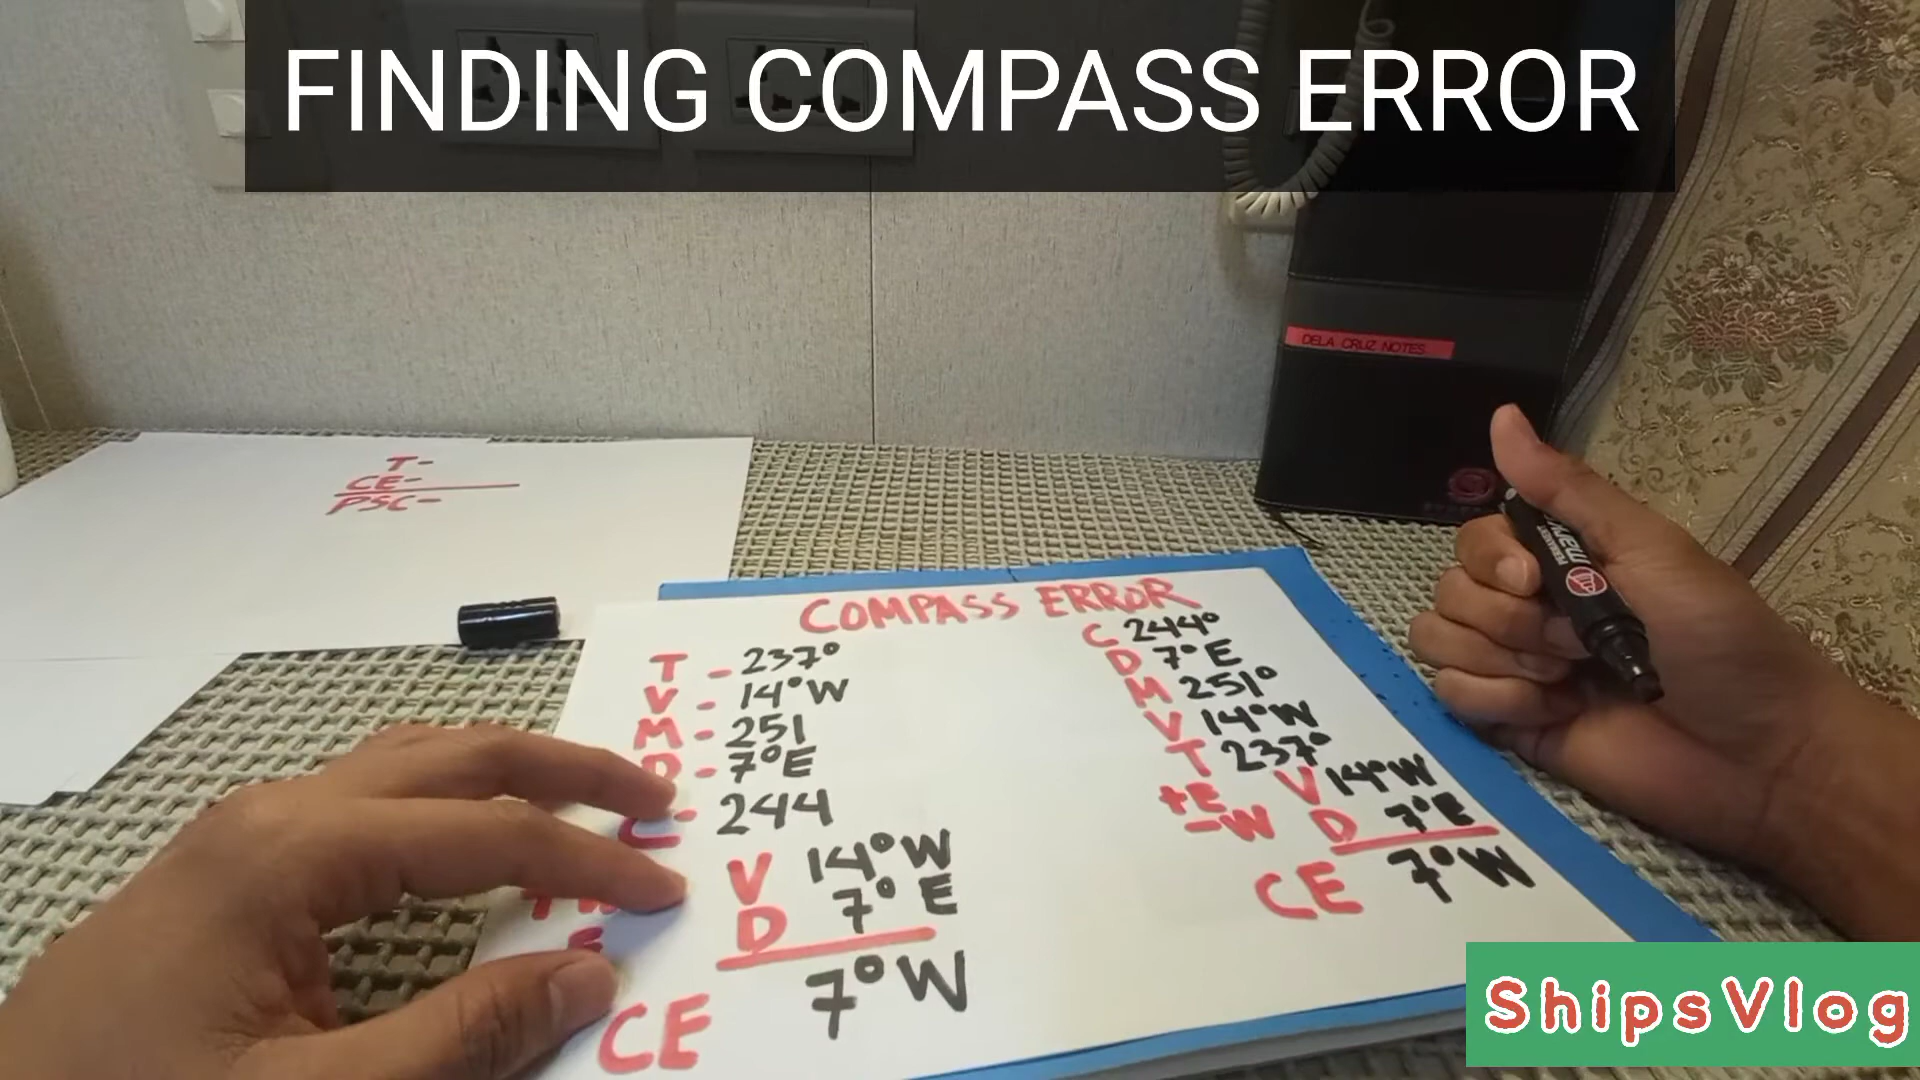 FINDING COMPASS ERROR
DELA CRUZ NOTES
T-
CE-
PSC-
COMPASS ERROR
T - 237°
V - 14°W
M - 251
D - 7°E
C - 244
V 14°W
D 7° E
7°W
CE
C 244°
D 7°E
M 251°
V 14°W
T 237°
+E
-W
V 14°W
D 7°E
CE 7°W
ShipsVlog